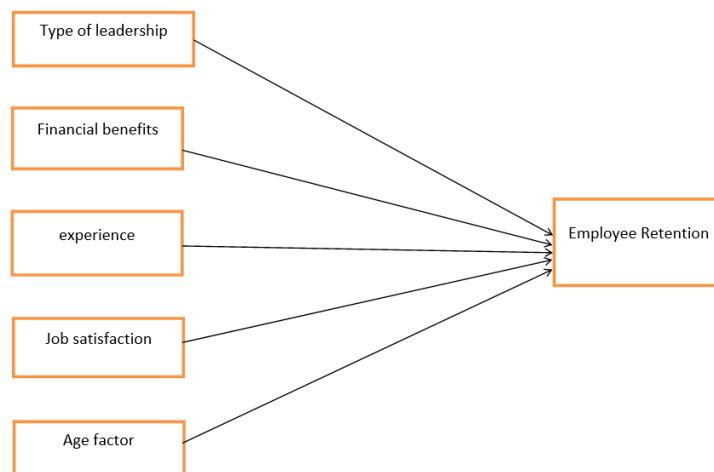 Type of leadership
Financial benefits
experience
Employee Retention
Job satisfaction
Age factor